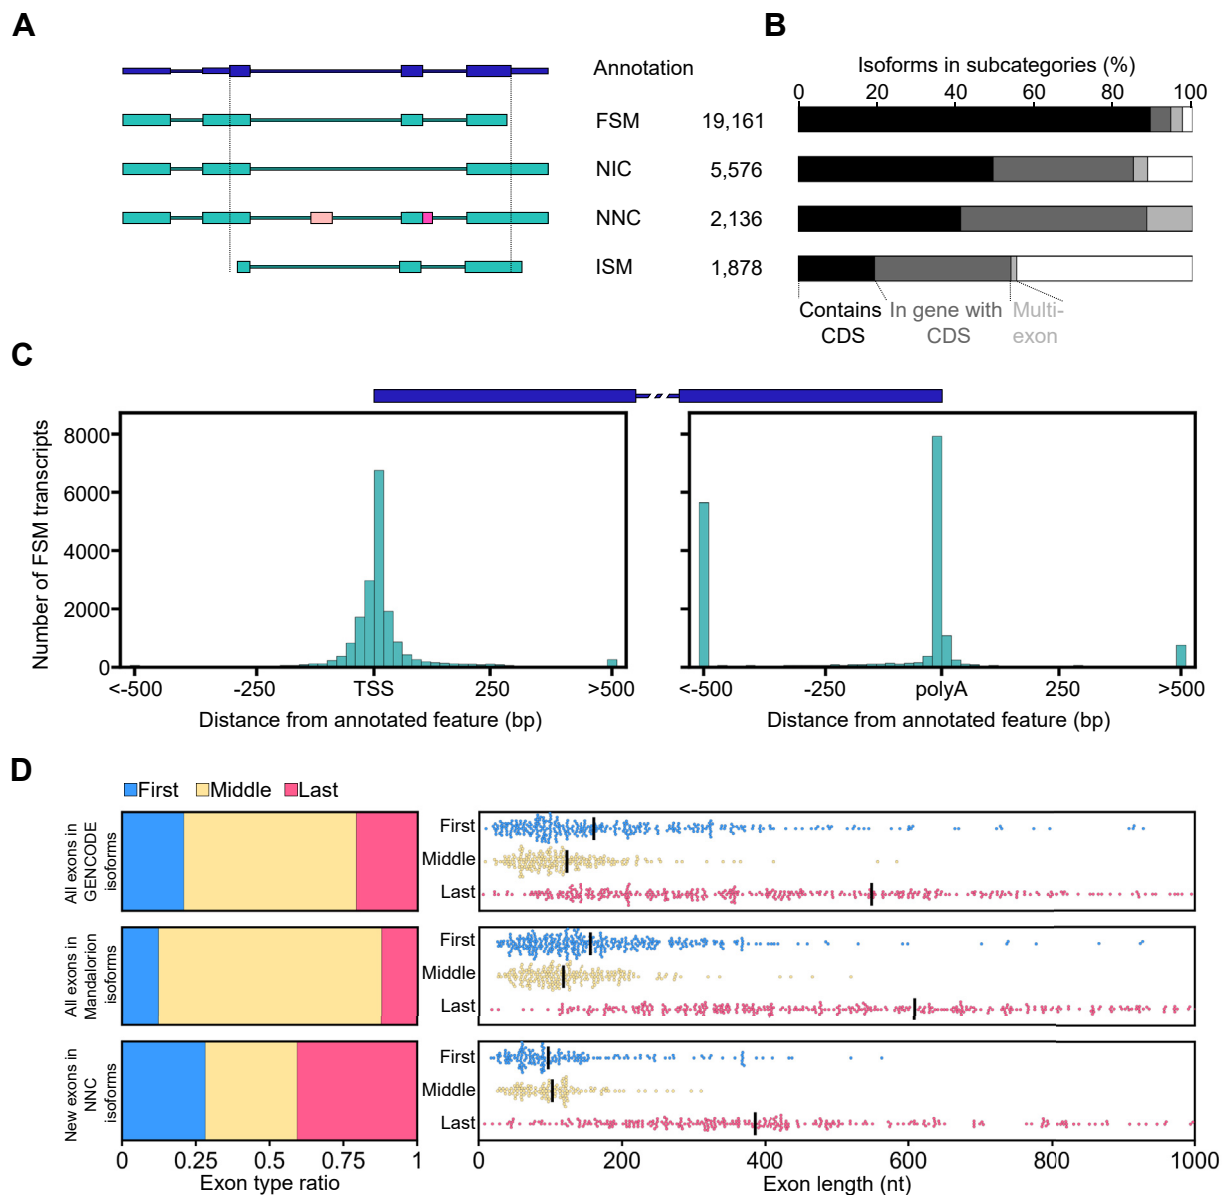 A
Annotation
FSM 19,161
NIC 5,576
NNC 2,136
ISM 1,878
B
Isoforms in subcategories (%)
0 20 40 60 80 100
Contains CDS
In gene with CDS
Multi-exon
C
Number of FSM transcripts
8000
6000
4000
2000
0
<-500 -250 TSS 250 >500
Distance from annotated feature (bp)
<-500 -250 polyA 250 >500
Distance from annotated feature (bp)
D
First Middle Last
All exons in
GENCODE
isoforms
First
Middle
Last
All exons in
Mandalorion
isoforms
First
Middle
Last
New exons in
NNC
isoforms
First
Middle
Last
0 0.25 0.5 0.75 1
Exon type ratio
0 200 400 600 800 1000
Exon length (nt)